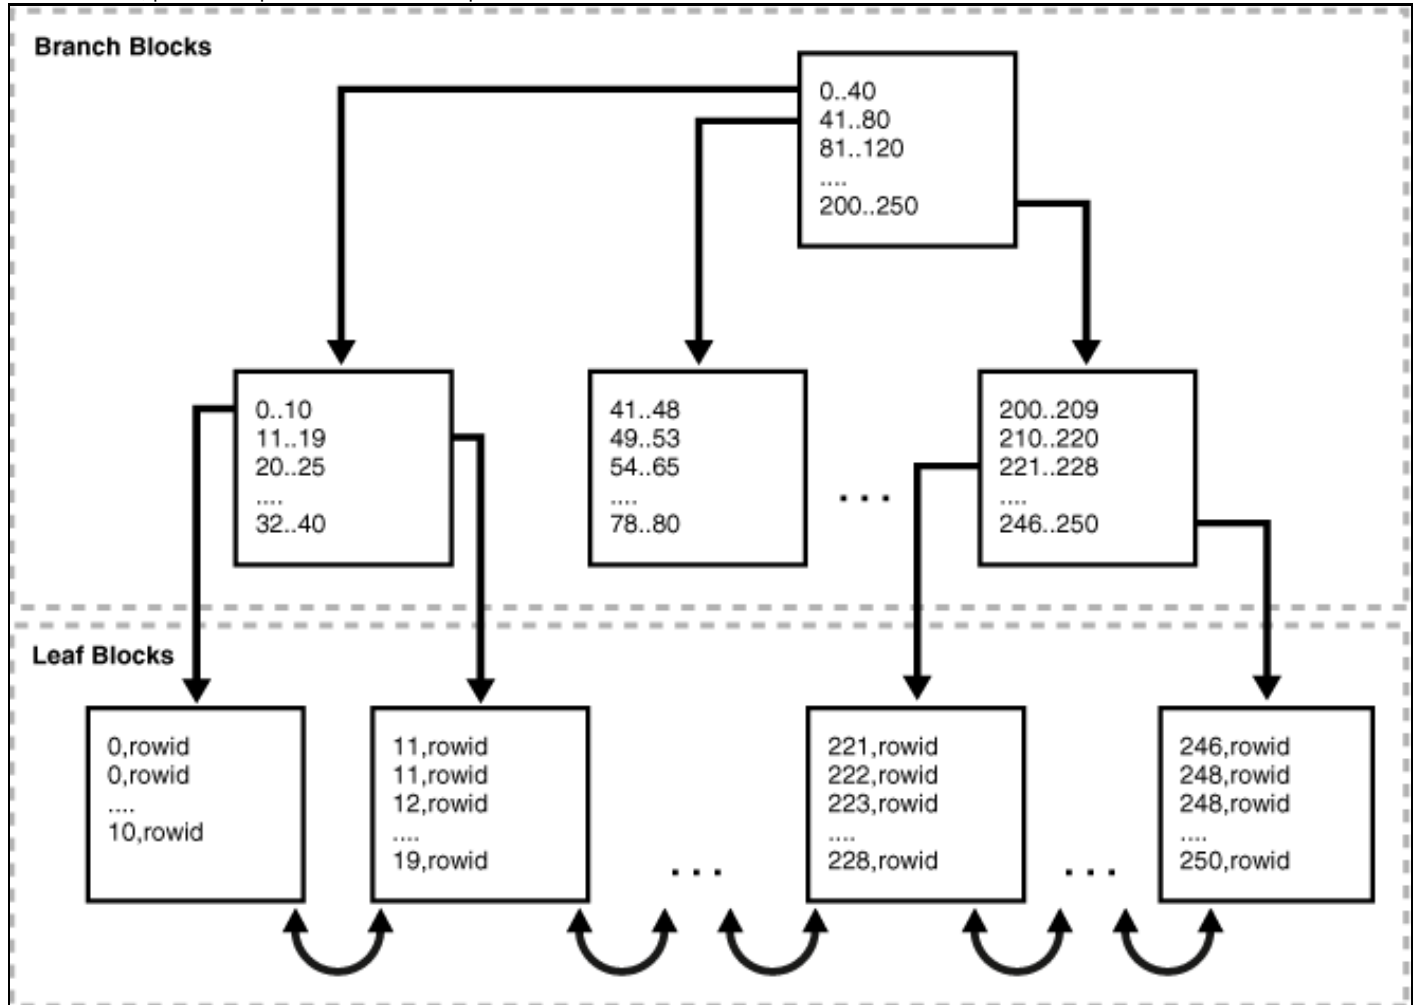 Branch Blocks
0..40
41..80
81..120
....
200..250
0..10
11..19
20..25
....
32..40
41..48
49..53
54..65
....
78..80
...
200..209
210..220
221..228
....
246..250
Leaf Blocks
0,rowid
0,rowid
....
10,rowid
11,rowid
11,rowid
12,rowid
....
19,rowid
...
221,rowid
222,rowid
223,rowid
....
228,rowid
...
246,rowid
248,rowid
248,rowid
....
250,rowid